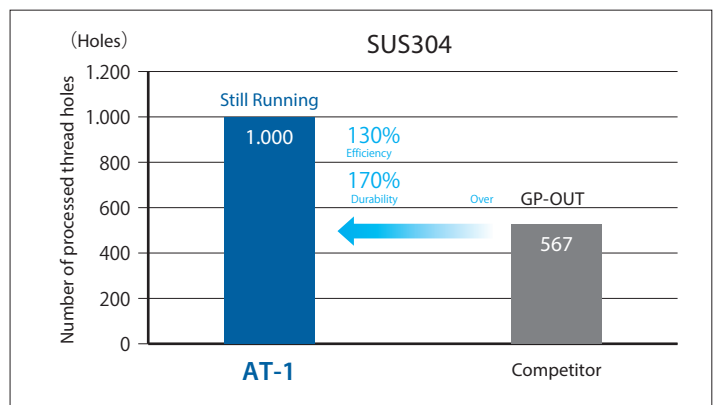 (Holes)
SUS304
Number of processed thread holes
1.200
1.000
800
600
400
200
0
Still Running
1.000
130%
Efficiency
170%
Durability
Over
GP-OUT
567
AT-1
Competitor